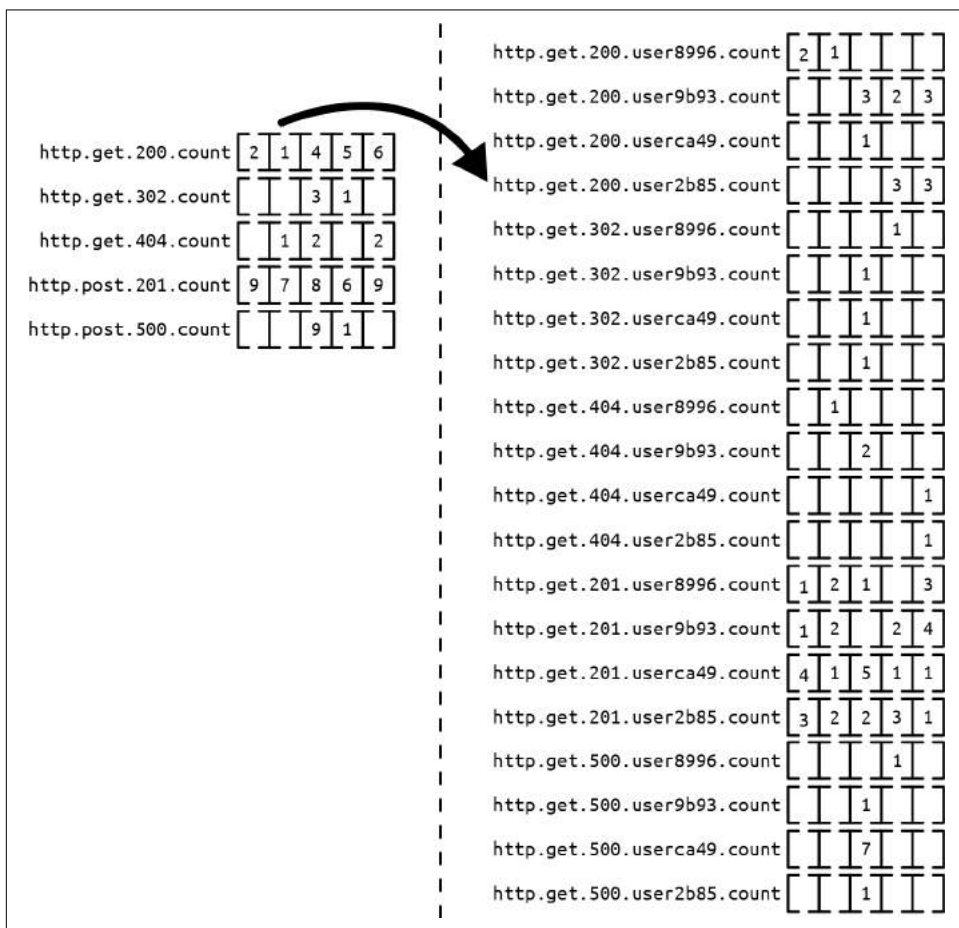 http.get.200.count 2 1 4 5 6
http.get.302.count 3 1
http.get.404.count 1 2 2
http.post.201.count 9 7 8 6 9
http.post.500.count 9 1
http.get.200.user8996.count 2 1
http.get.200.user9b93.count 3 2 3
http.get.200.userca49.count 1
http.get.200.user2b85.count 3 3
http.get.302.user8996.count 1
http.get.302.user9b93.count 1
http.get.302.userca49.count 1
http.get.302.user2b85.count 1
http.get.404.user8996.count 1
http.get.404.user9b93.count 2
http.get.404.userca49.count 1
http.get.404.user2b85.count 1
http.get.201.user8996.count 1 2 1 3
http.get.201.user9b93.count 1 2 2 4
http.get.201.userca49.count 4 1 5 1 1
http.get.201.user2b85.count 3 2 2 3 1
http.get.500.user8996.count 1
http.get.500.user9b93.count 1
http.get.500.userca49.count 7
http.get.500.user2b85.count 1